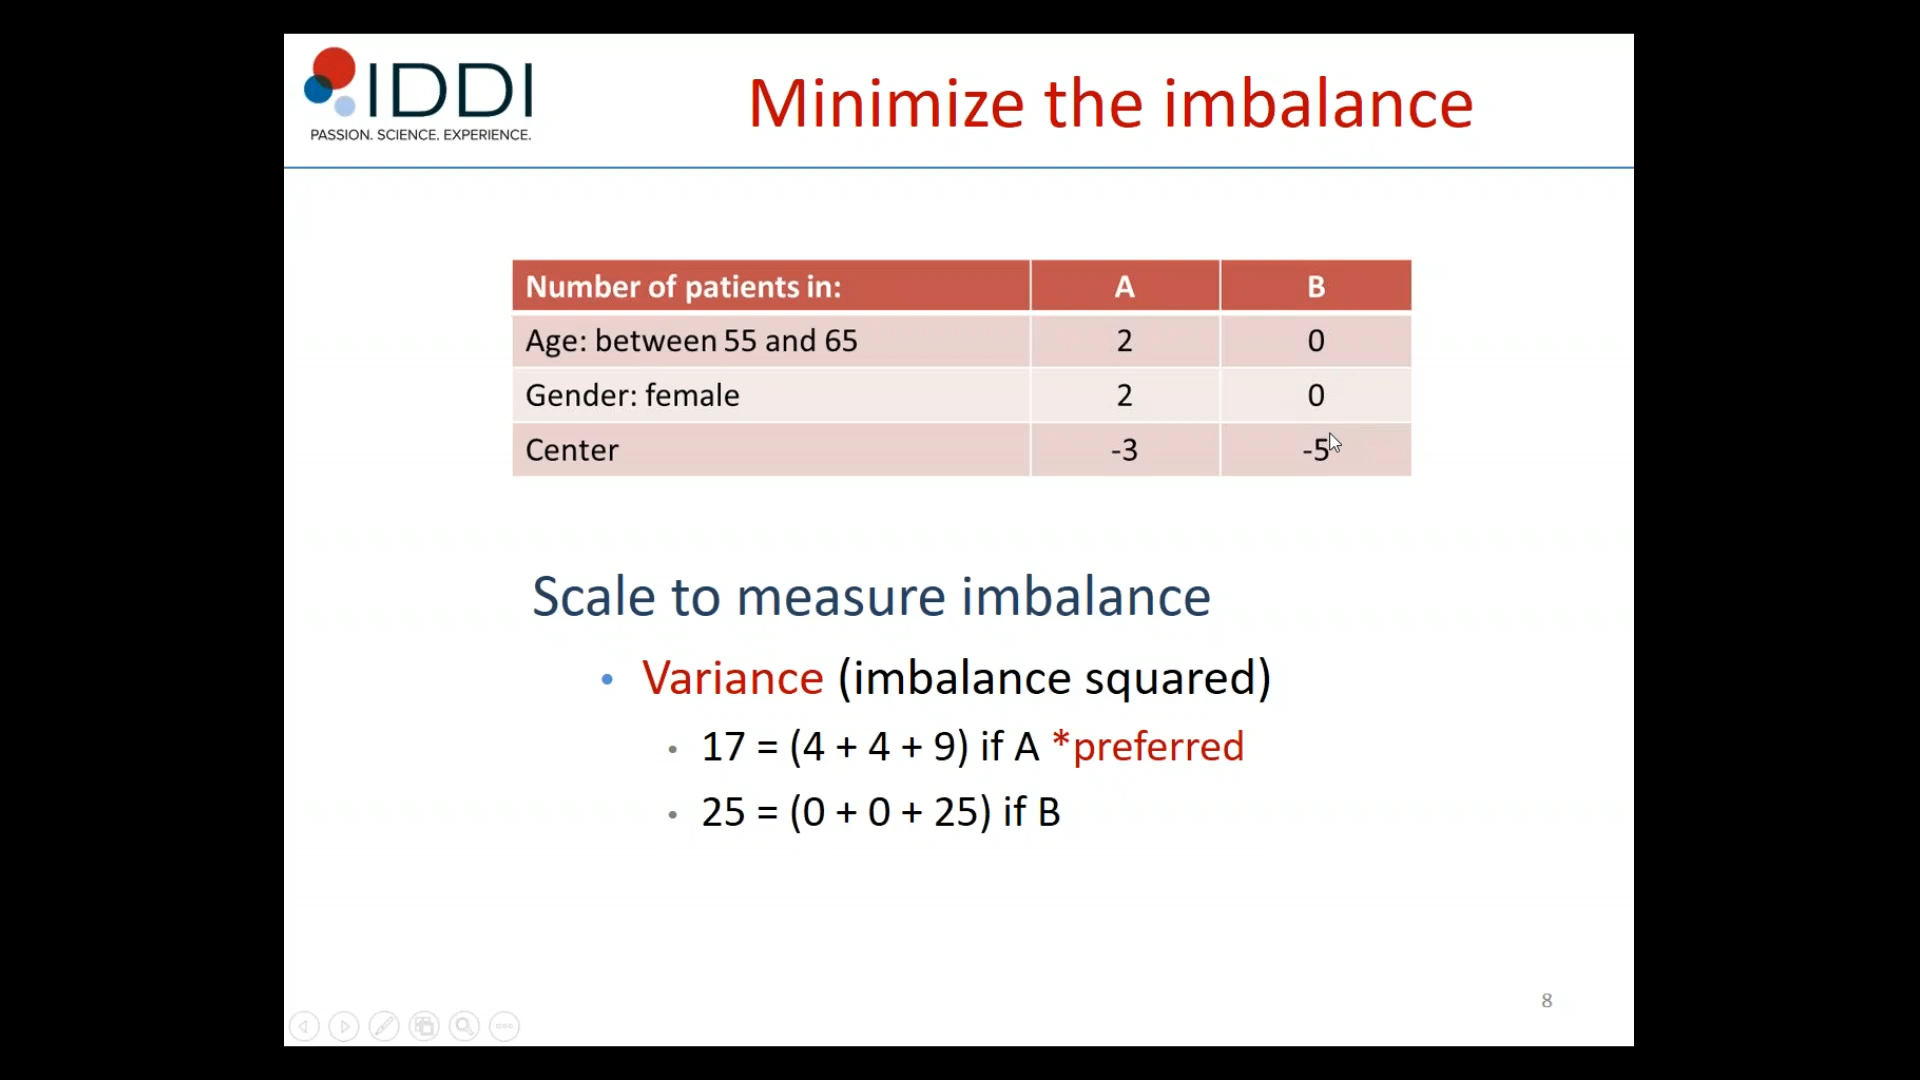 IDDI
PASSION. SCIENCE. EXPERIENCE.
Minimize the imbalance
Number of patients in: A B
Age: between 55 and 65 2 0
Gender: female 2 0
Center -3 -5
Scale to measure imbalance
• Variance (imbalance squared)
• 17 = (4 + 4 + 9) if A *preferred
• 25 = (0 + 0 + 25) if B
8